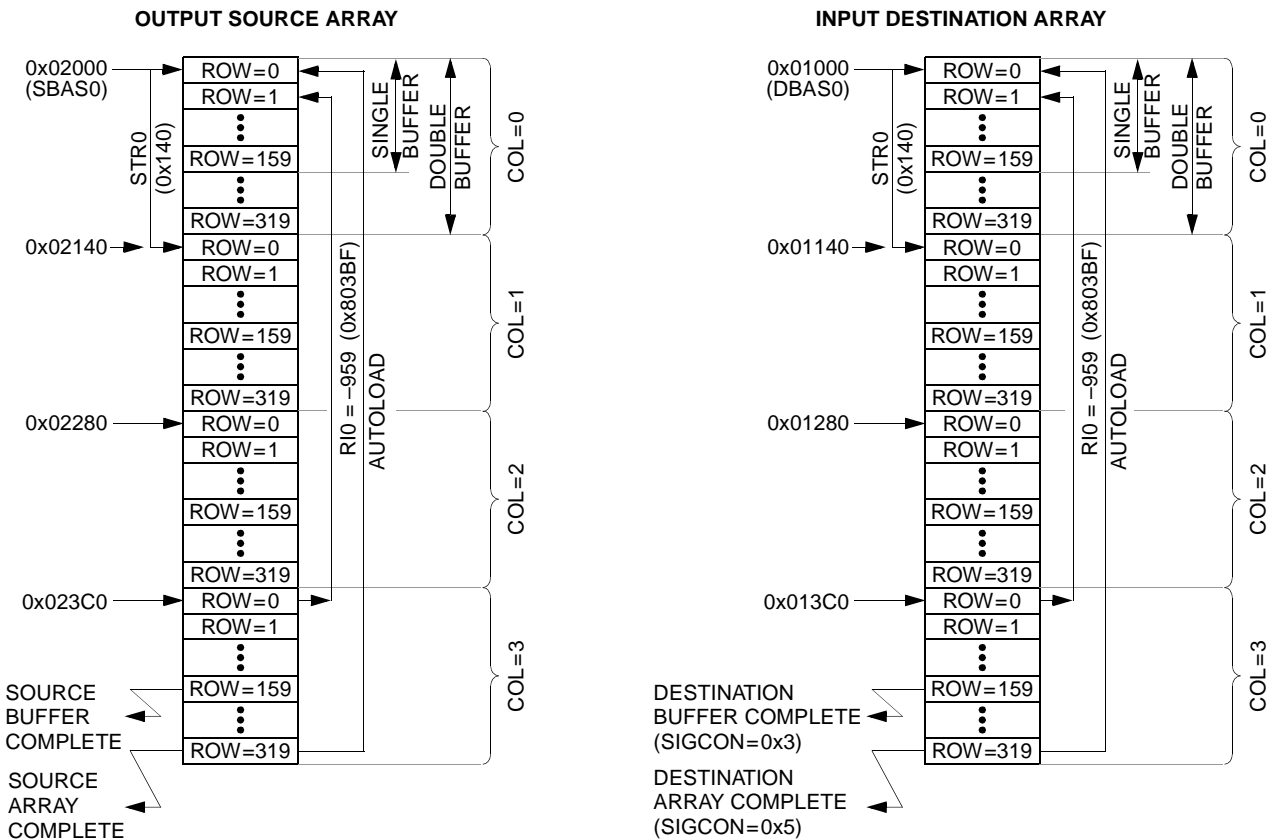 OUTPUT SOURCE ARRAY
0x02000
(SBAS0)
STR0
(0x140)
ROW=0
ROW=1
ROW=159
ROW=319
SINGLE
BUFFER
DOUBLE
BUFFER
COL=0
0x02140
ROW=0
ROW=1
ROW=159
ROW=319
COL=1
RI0 = –959 (0x803BF)
AUTOLOAD
0x02280
ROW=0
ROW=1
ROW=159
ROW=319
COL=2
0x023C0
ROW=0
ROW=1
ROW=159
ROW=319
COL=3
SOURCE
BUFFER
COMPLETE
SOURCE
ARRAY
COMPLETE
INPUT DESTINATION ARRAY
0x01000
(DBAS0)
STR0
(0x140)
ROW=0
ROW=1
ROW=159
ROW=319
SINGLE
BUFFER
DOUBLE
BUFFER
COL=0
0x01140
ROW=0
ROW=1
ROW=159
ROW=319
COL=1
RI0 = –959 (0x803BF)
AUTOLOAD
0x01280
ROW=0
ROW=1
ROW=159
ROW=319
COL=2
0x013C0
ROW=0
ROW=1
ROW=159
ROW=319
COL=3
DESTINATION
BUFFER COMPLETE
(SIGCON=0x3)
DESTINATION
ARRAY COMPLETE
(SIGCON=0x5)